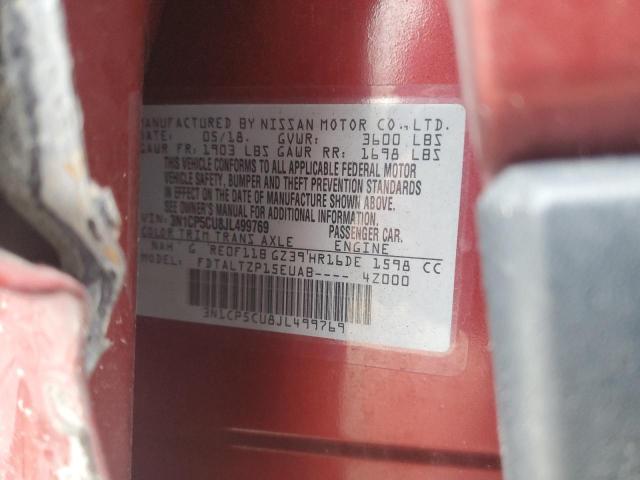 MANUFACTURED BY NISSAN MOTOR CO.,LTD.
DATE: 05/18. GVWR: 3600 LBS
GAWR FR: 1903 LBS GAWR RR: 1698 LBS
THIS VEHICLE CONFORMS TO ALL APPLICABLE FEDERAL MOTOR
VEHICLE SAFETY, BUMPER AND THEFT PREVENTION STANDARDS
IN EFFECT ON THE DATE OF MANUFACTURE SHOWN ABOVE.
SEE OWNER'S MANUAL FOR ADDITIONAL INFORMATION.
VIN: 3N1CP5CU8JL499769 PASSENGER CAR.
COLOR TRIM TRANS AXLE ENGINE
NAH G RE0F11B GZ39 HR16DE 1598 CC
MODEL FDTALTZP15EUAB---- 4Z000
3N1CP5CU8JL499769